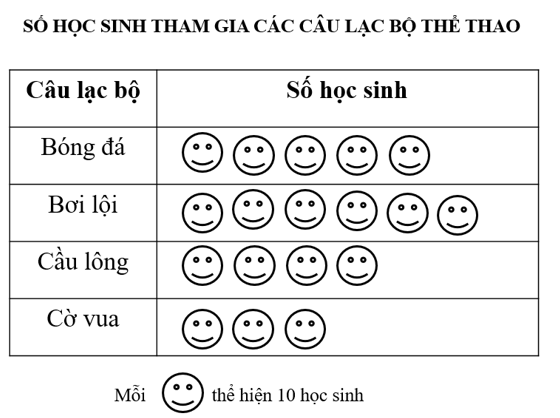 SỐ HỌC SINH THAM GIA CÁC CÂU LẠC BỘ THỂ THAO
Câu lạc bộ Số học sinh
Bóng đá
Bơi lội
Cầu lông
Cờ vua
Mỗi thể hiện 10 học sinh